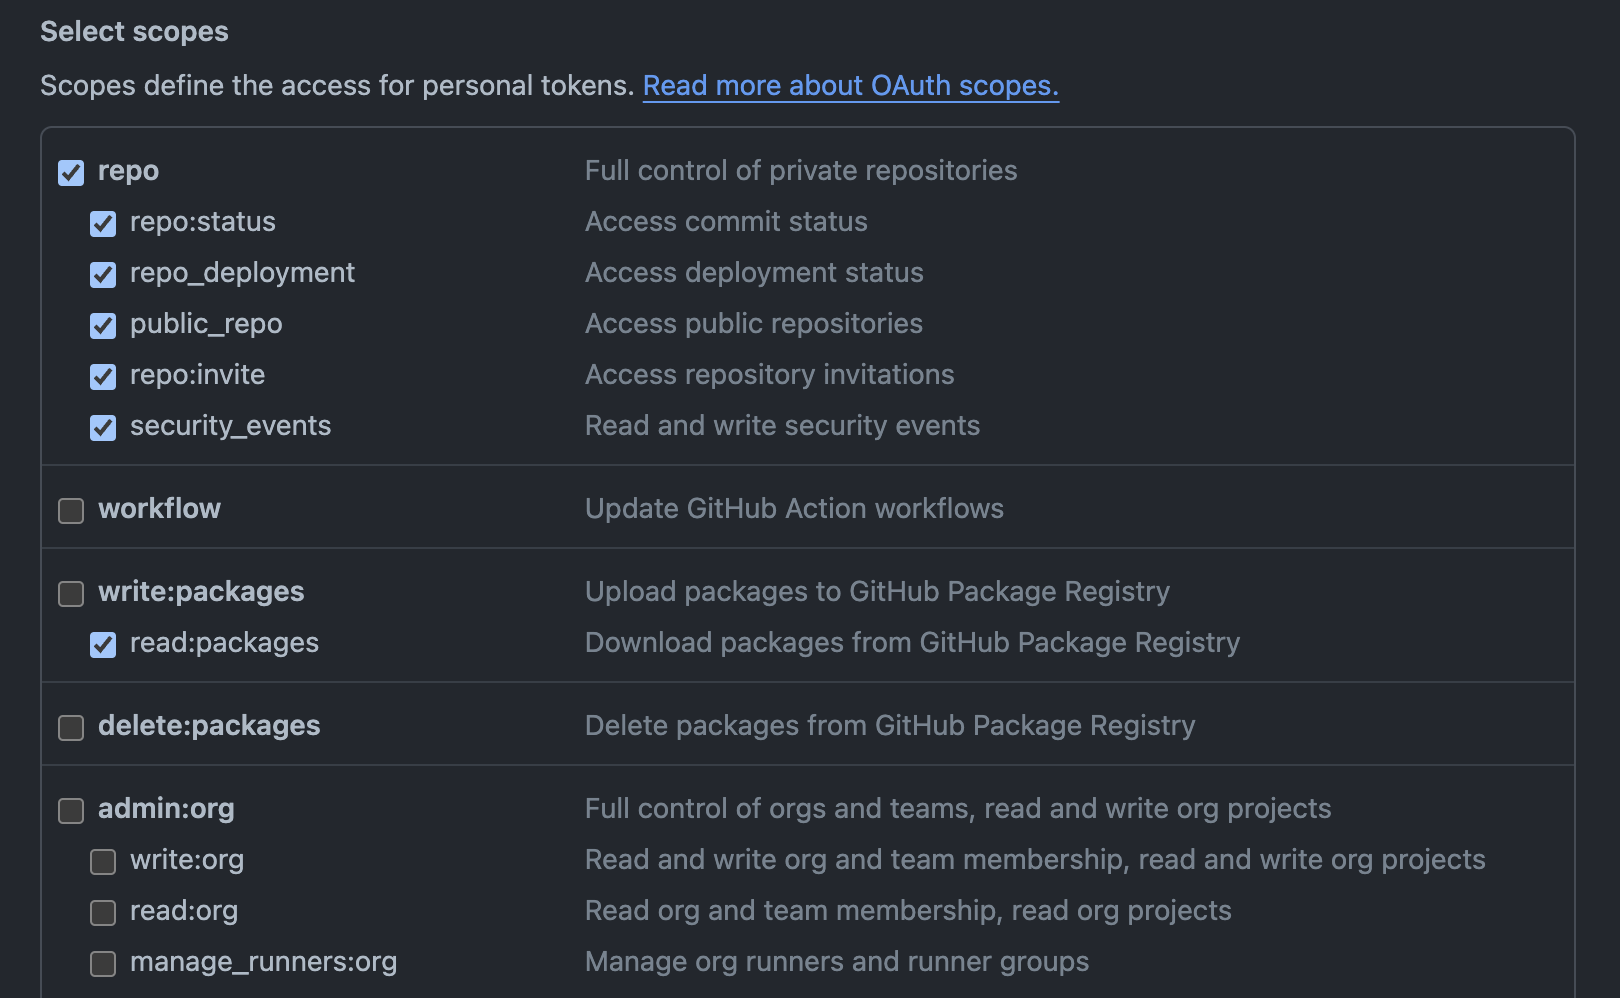 Select scopes
Scopes define the access for personal tokens. Read more about OAuth scopes.
repo Full control of private repositories
repo:status Access commit status
repo_deployment Access deployment status
public_repo Access public repositories
repo:invite Access repository invitations
security_events Read and write security events
workflow Update GitHub Action workflows
write:packages Upload packages to GitHub Package Registry
read:packages Download packages from GitHub Package Registry
delete:packages Delete packages from GitHub Package Registry
admin:org Full control of orgs and teams, read and write org projects
write:org Read and write org and team membership, read and write org projects
read:org Read org and team membership, read org projects
manage_runners:org Manage org runners and runner groups